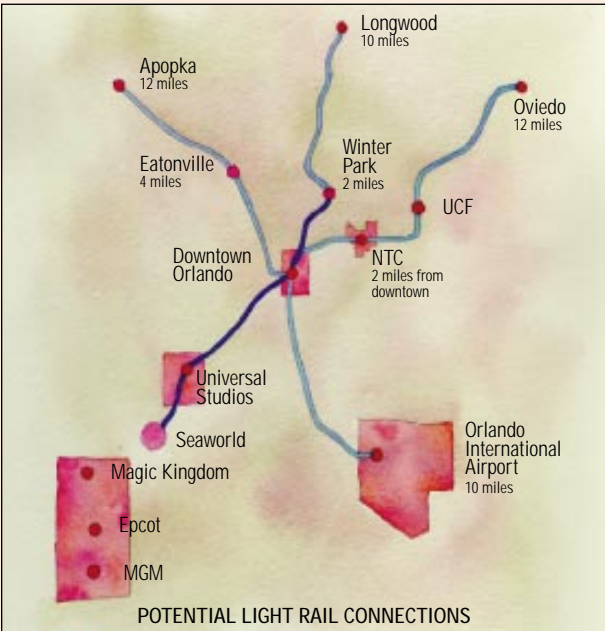 Longwood
10 miles
Apopka
12 miles
Oviedo
12 miles
Winter
Park
2 miles
Eatonville
4 miles
UCF
Downtown
Orlando
NTC
2 miles from
downtown
Universal
Studios
Seaworld
Orlando
International
Airport
10 miles
Magic Kingdom
Epcot
MGM
POTENTIAL LIGHT RAIL CONNECTIONS